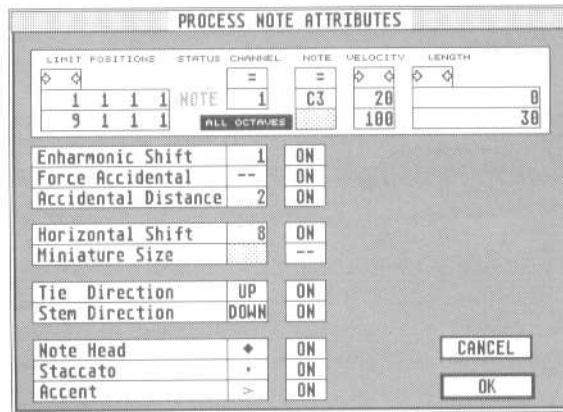 PROCESS NOTE ATTRIBUTES
LIMIT POSITIONS STATUS CHANNEL NOTE VELOCITY LENGTH
= =
1 1 1 1 NOTE 1 C3 20 0
9 1 1 1 ALL OCTAVES 100 30
Enharmonic Shift 1 ON
Force Accidental -- ON
Accidental Distance 2 ON
Horizontal Shift 8 ON
Miniature Size --
Tie Direction UP ON
Stem Direction DOWN ON
Note Head ◆ ON
Staccato · ON
Accent > ON
CANCEL
OK